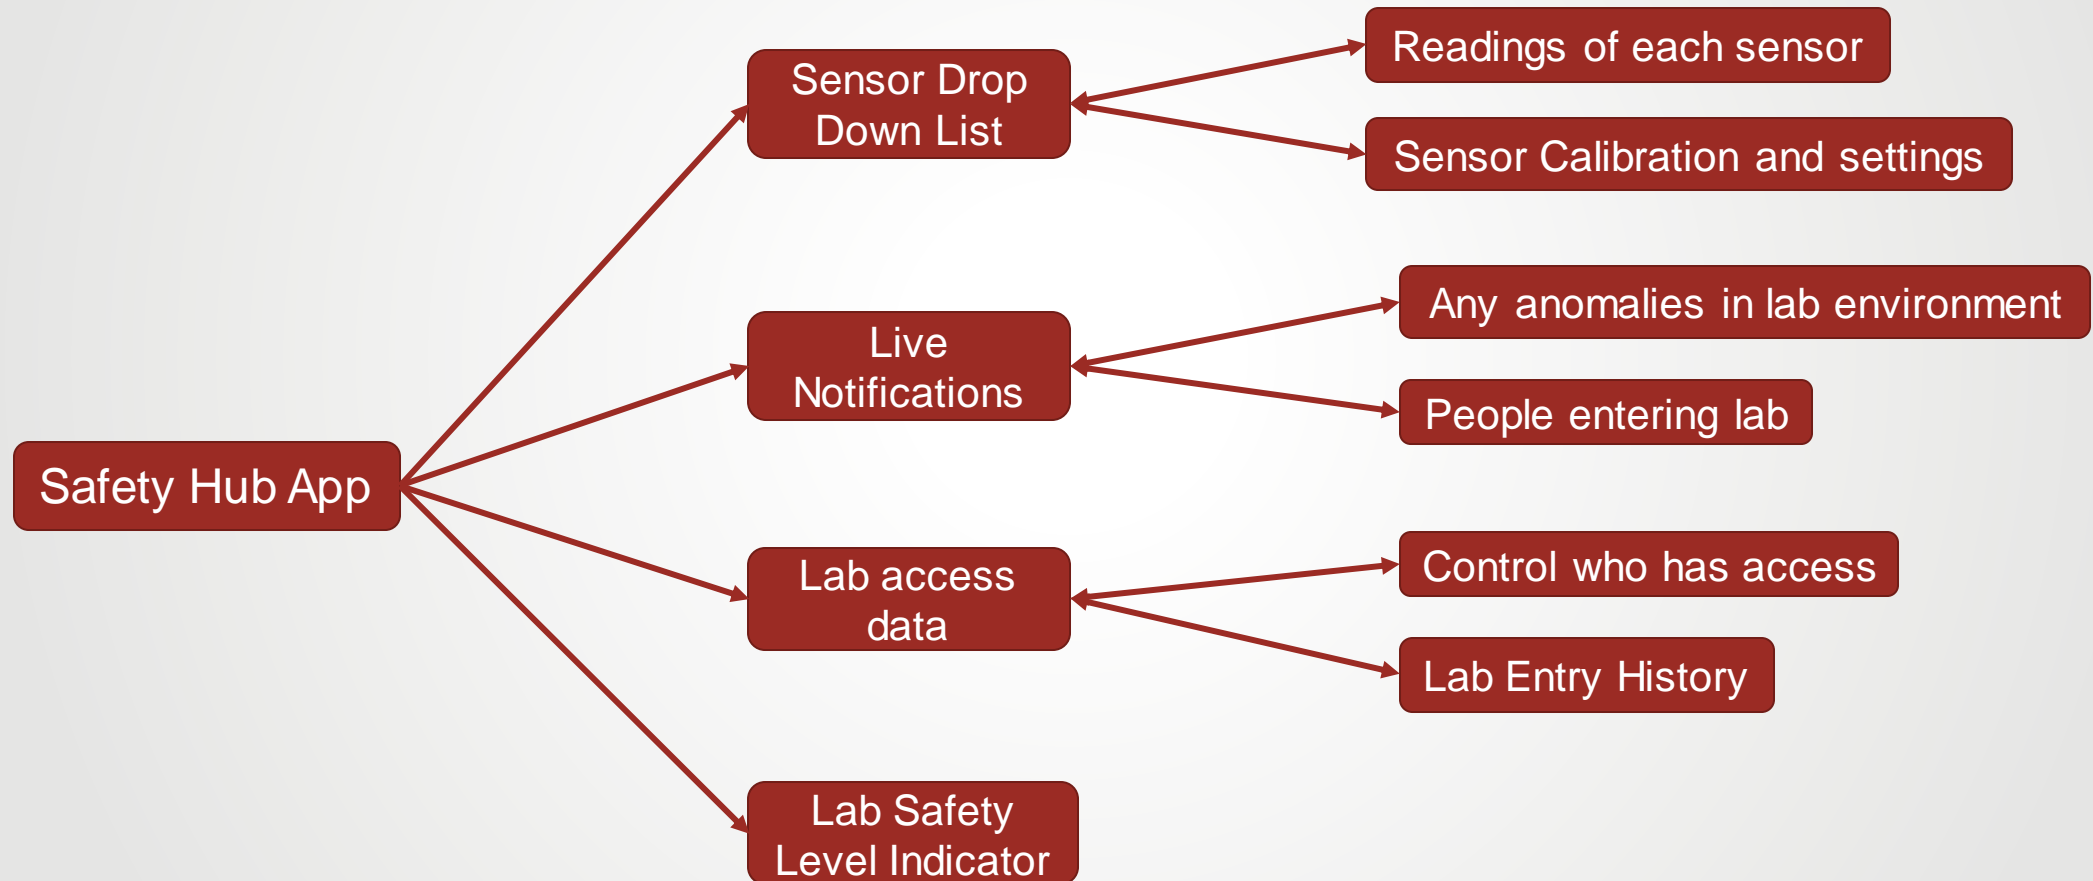 Safety Hub App
Sensor Drop
Down List
Readings of each sensor
Sensor Calibration and settings
Live
Notifications
Any anomalies in lab environment
People entering lab
Lab access
data
Control who has access
Lab Entry History
Lab Safety
Level Indicator